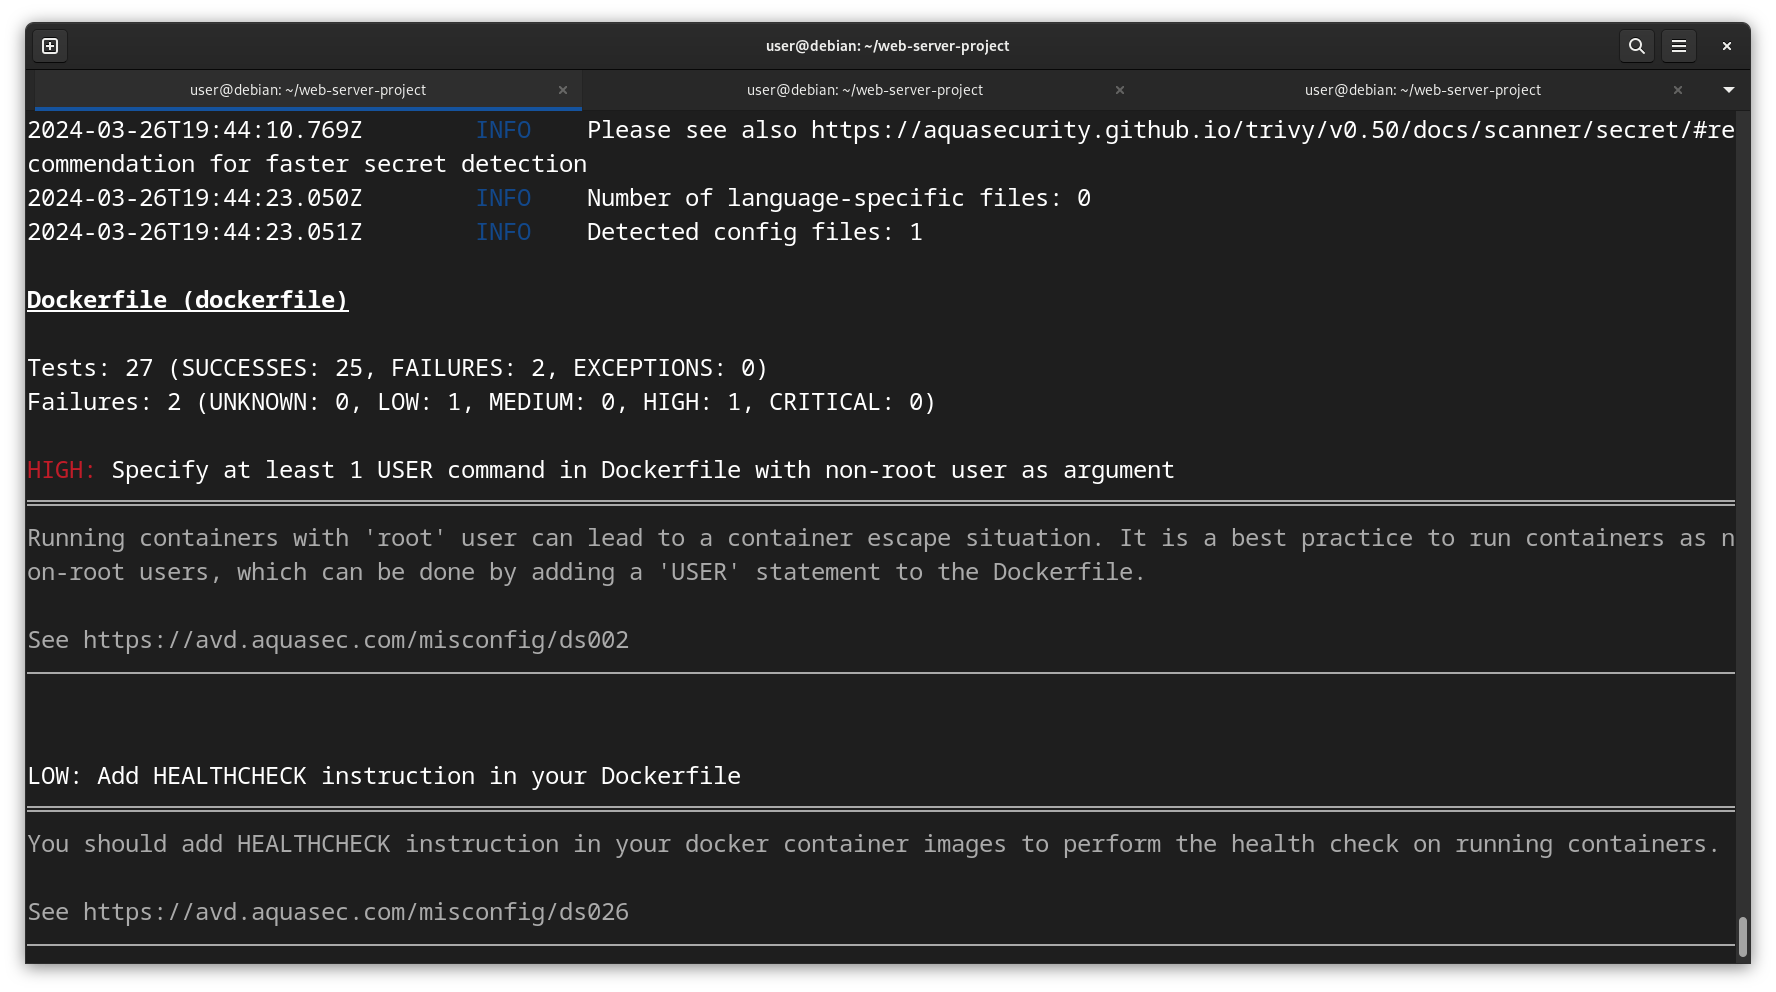 user@debian: ~/web-server-project
user@debian: ~/web-server-project
user@debian: ~/web-server-project
user@debian: ~/web-server-project
2024-03-26T19:44:10.769Z        INFO    Please see also https://aquasecurity.github.io/trivy/v0.50/docs/scanner/secret/#re
commendation for faster secret detection
2024-03-26T19:44:23.050Z        INFO    Number of language-specific files: 0
2024-03-26T19:44:23.051Z        INFO    Detected config files: 1
Dockerfile (dockerfile)
Tests: 27 (SUCCESSES: 25, FAILURES: 2, EXCEPTIONS: 0)
Failures: 2 (UNKNOWN: 0, LOW: 1, MEDIUM: 0, HIGH: 1, CRITICAL: 0)
HIGH: Specify at least 1 USER command in Dockerfile with non-root user as argument
Running containers with 'root' user can lead to a container escape situation. It is a best practice to run containers as n
on-root users, which can be done by adding a 'USER' statement to the Dockerfile.
See https://avd.aquasec.com/misconfig/ds002
LOW: Add HEALTHCHECK instruction in your Dockerfile
You should add HEALTHCHECK instruction in your docker container images to perform the health check on running containers.
See https://avd.aquasec.com/misconfig/ds026